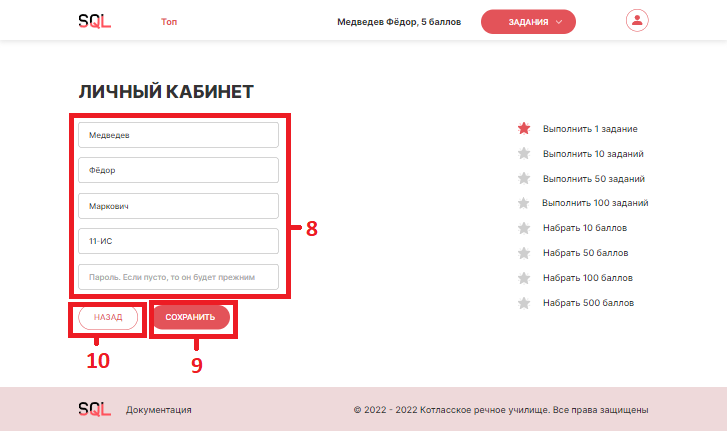 SQL Топ Медведев Фёдор, 5 баллов ЗАДАНИЯ
ЛИЧНЫЙ КАБИНЕТ
Медведев
Фёдор
Маркович
11-ИС
Пароль. Если пусто, то он будет прежним
8
НАЗАД СОХРАНИТЬ
10 9
Выполнить 1 задание
Выполнить 10 заданий
Выполнить 50 заданий
Выполнить 100 заданий
Набрать 10 баллов
Набрать 50 баллов
Набрать 100 баллов
Набрать 500 баллов
SQL Документация © 2022 - 2022 Котласское речное училище. Все права защищены